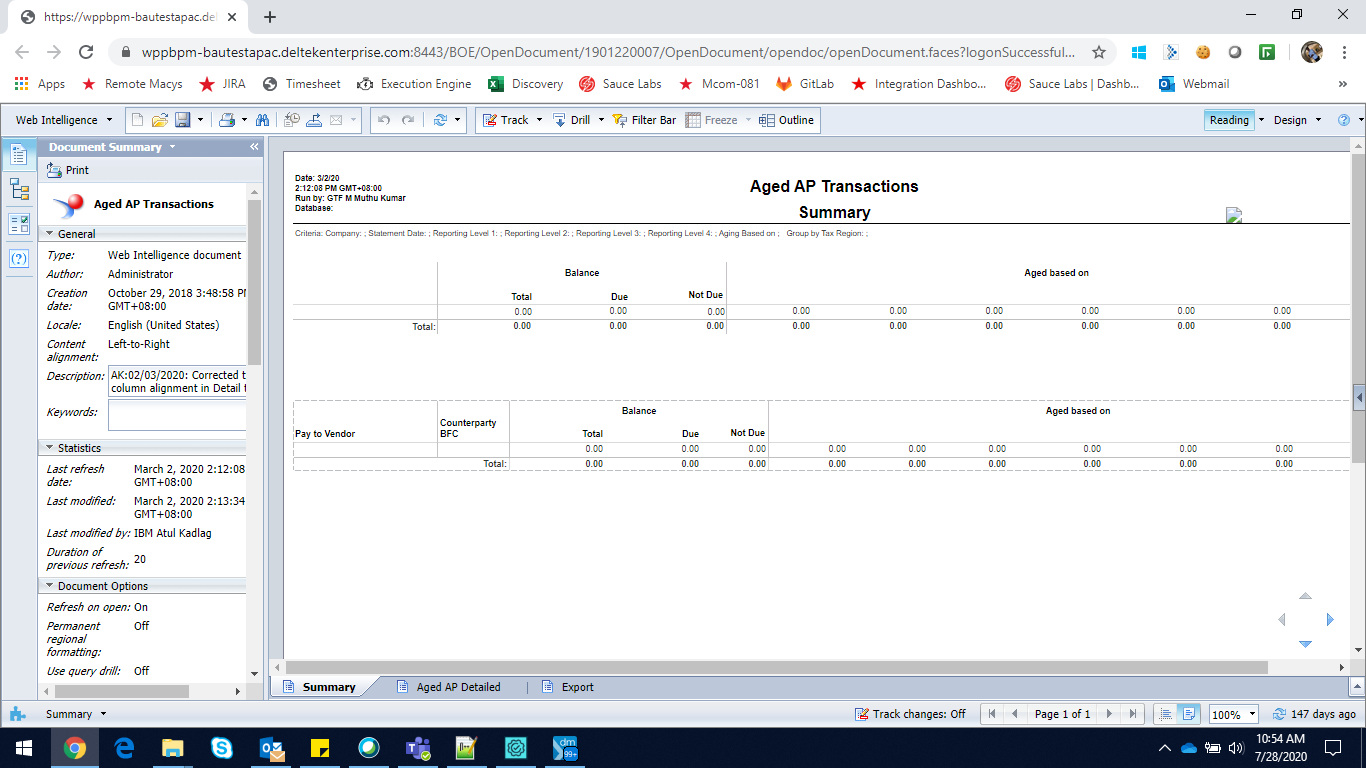 https://wppbpm-bautestapac.del
wppbpm-bautestapac.deltekenterprise.com:8443/BOE/OpenDocument/1901220007/OpenDocument/opendoc/openDocument.faces?logonSuccessful...
Apps Remote Macys JIRA Timesheet Execution Engine Discovery Sauce Labs Mcom-081 GitLab Integration Dashbo... Sauce Labs | Dashb... Webmail
Web Intelligence Track Drill Filter Bar Freeze Outline Reading Design
Document Summary
Print
Aged AP Transactions
General
Type: Web Intelligence document
Author: Administrator
Creation date: October 29, 2018 3:48:58 PM GMT+08:00
Locale: English (United States)
Content alignment: Left-to-Right
Description: AK:02/03/2020: Corrected t
column alignment in Detail t
Keywords:
Statistics
Last refresh date: March 2, 2020 2:12:08 GMT+08:00
Last modified: March 2, 2020 2:13:34 GMT+08:00
Last modified by: IBM Atul Kadlag
Duration of previous refresh: 20
Document Options
Refresh on open: On
Permanent regional formatting: Off
Use query drill: Off
Date: 3/2/20
2:12:08 PM GMT+08:00
Run by: GTF M Muthu Kumar
Database:
Aged AP Transactions
Summary
Criteria: Company: ; Statement Date: ; Reporting Level 1: ; Reporting Level 2: ; Reporting Level 3: ; Reporting Level 4: ; Aging Based on ; Group by Tax Region: ;
Balance Aged based on
Total Due Not Due
0.00 0.00 0.00 0.00 0.00 0.00 0.00 0.00 0.00
Total: 0.00 0.00 0.00 0.00 0.00 0.00 0.00 0.00 0.00
Balance Aged based on
Pay to Vendor Counterparty BFC Total Due Not Due
0.00 0.00 0.00 0.00 0.00 0.00 0.00 0.00 0.00
Total: 0.00 0.00 0.00 0.00 0.00 0.00 0.00 0.00 0.00
Summary Aged AP Detailed Export
Summary Track changes: Off Page 1 of 1 100% 147 days ago
dm
99+
10:54 AM
7/28/2020